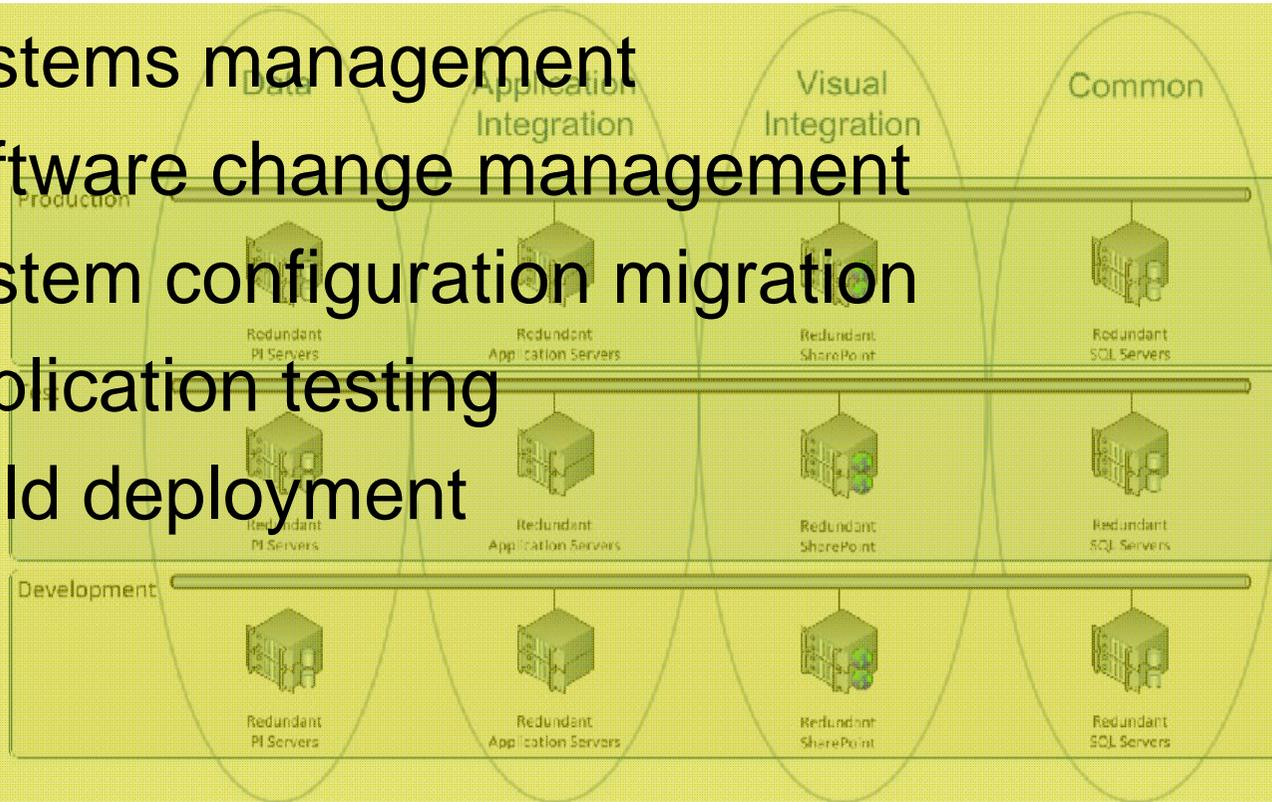 stems management
Data
Application
Integration
Visual
Integration
Common
ftware change management
Production
stem configuration migration
Redundant
PI Servers
Redundant
Application Servers
Redundant
SharePoint
Redundant
SQL Servers
plication testing
Test
ld deployment
Redundant
PI Servers
Redundant
Application Servers
Redundant
SharePoint
Redundant
SQL Servers
Development
Redundant
PI Servers
Redundant
Application Servers
Redundant
SharePoint
Redundant
SQL Servers